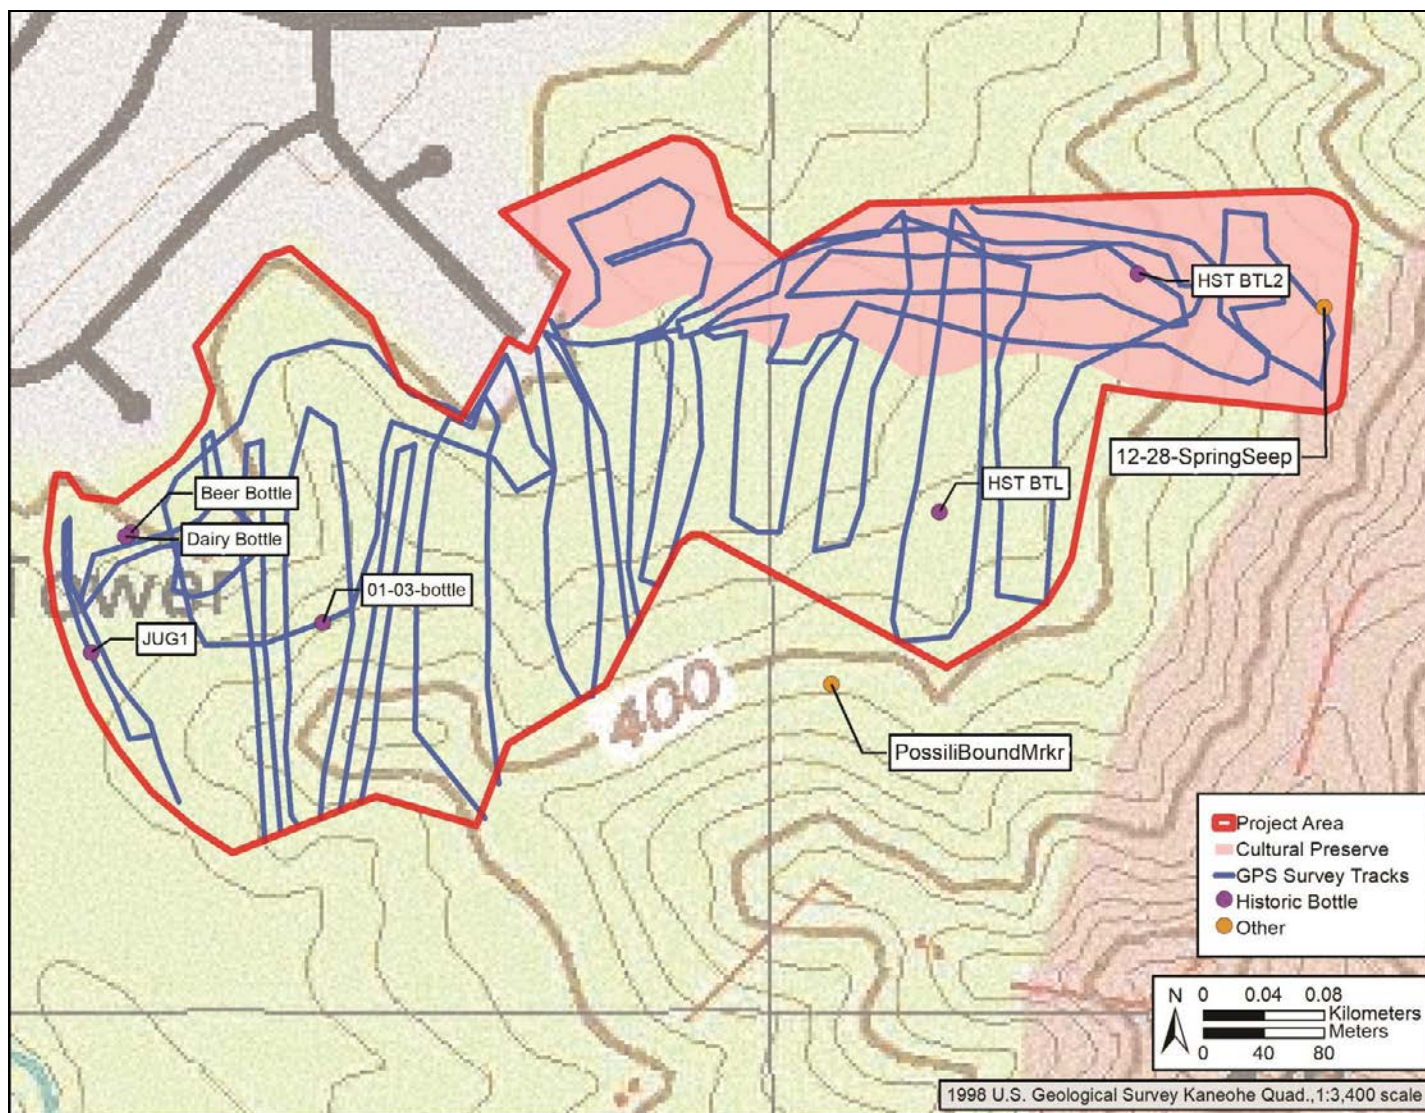 HST BTL2
12-28-SpringSeep
HST BTL
Beer Bottle
Dairy Bottle
Tower
01-03-bottle
JUG1
400
PossiliBoundMrkr
Project Area
Cultural Preserve
GPS Survey Tracks
Historic Bottle
Other
N 0 0.04 0.08
Kilometers
Meters
0 40 80
1998 U.S. Geological Survey Kaneohe Quad.,1:3,400 scale